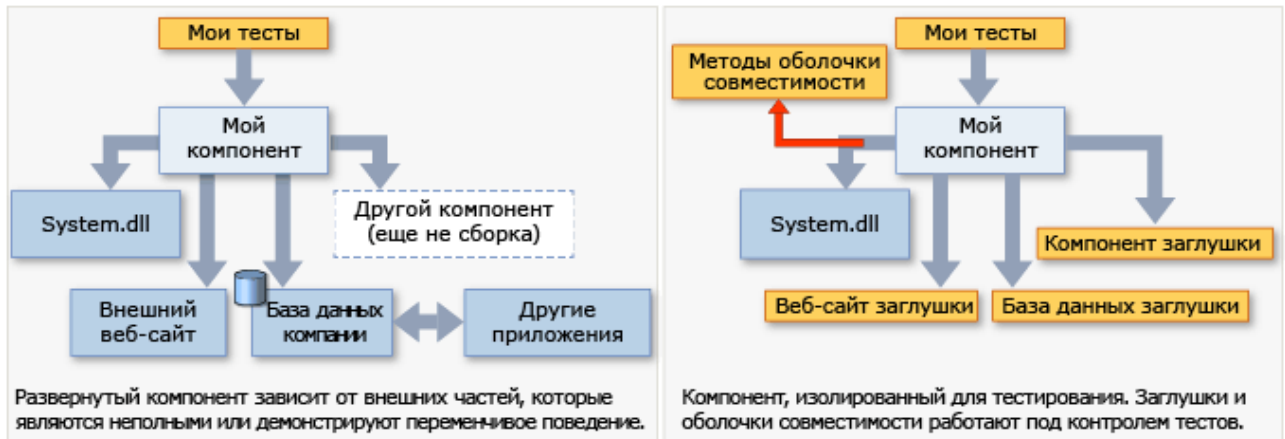 Мои тесты
Мой
компонент
System.dll
Другой компонент
(еще не сборка)
Внешний
веб-сайт
База данных
компании
Другие
приложения
Развернутый компонент зависит от внешних частей, которые
являются неполными или демонстрируют переменчивое поведение.
Мои тесты
Методы оболочки
совместимости
Мой
компонент
System.dll
Компонент заглушки
Веб-сайт заглушки
База данных заглушки
Компонент, изолированный для тестирования. Заглушки и
оболочки совместимости работают под контролем тестов.